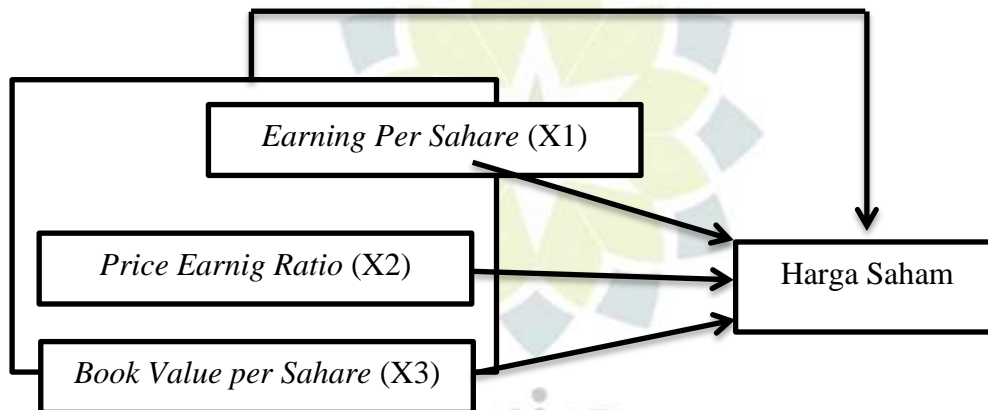 Earning Per Sahare (X1)
Price Earnig Ratio (X2)
Harga Saham
Book Value per Sahare (X3)